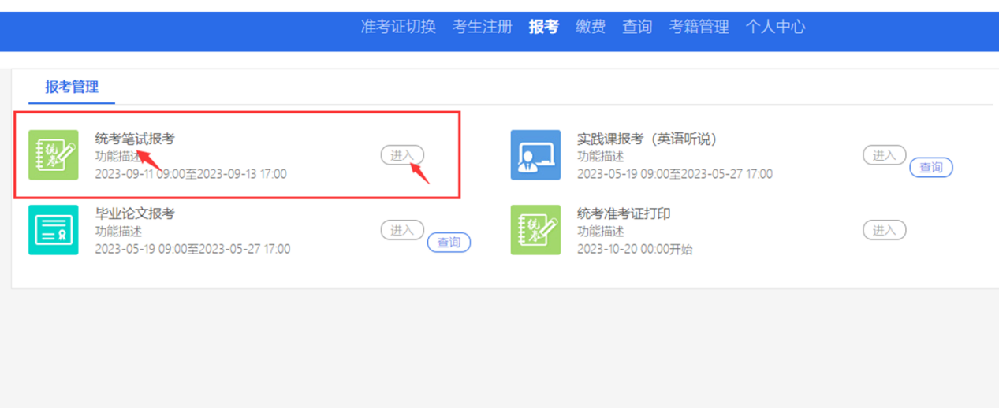 准考证切换 考生注册 报考 缴费 查询 考籍管理 个人中心
报考管理
统考笔试报考
功能描述
2023-09-11 09:00至2023-09-13 17:00
进入
实践课报考（英语听说）
功能描述
2023-05-19 09:00至2023-05-27 17:00
进入
查询
毕业论文报考
功能描述
2023-05-19 09:00至2023-05-27 17:00
进入
查询
统考准考证打印
功能描述
2023-10-20 00:00开始
进入
统考
统考